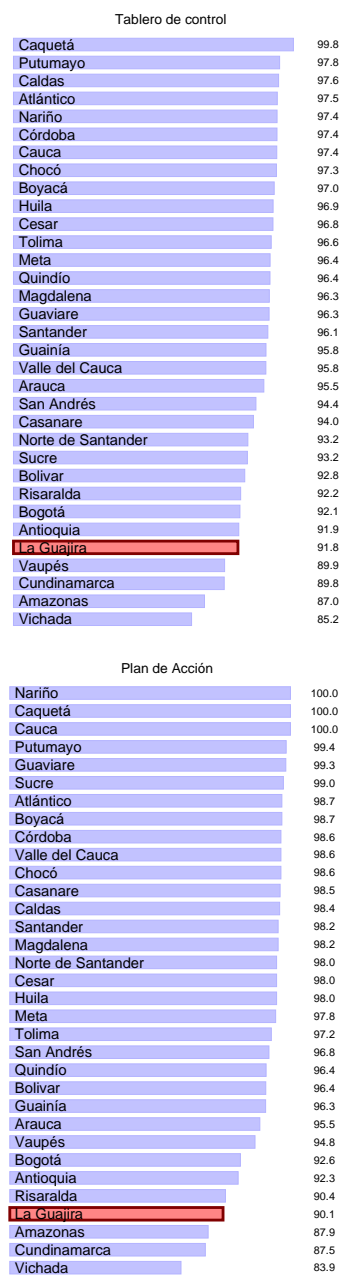 Tablero de control
Caquetá 99.8
Putumayo 97.8
Caldas 97.6
Atlántico 97.5
Nariño 97.4
Córdoba 97.4
Cauca 97.4
Chocó 97.3
Boyacá 97.0
Huila 96.9
Cesar 96.8
Tolima 96.6
Meta 96.4
Quindío 96.4
Magdalena 96.3
Guaviare 96.3
Santander 96.1
Guainía 95.8
Valle del Cauca 95.8
Arauca 95.5
San Andrés 94.4
Casanare 94.0
Norte de Santander 93.2
Sucre 93.2
Bolivar 92.8
Risaralda 92.2
Bogotá 92.1
Antioquia 91.9
La Guajira 91.8
Vaupés 89.9
Cundinamarca 89.8
Amazonas 87.0
Vichada 85.2
Plan de Acción
Nariño 100.0
Caquetá 100.0
Cauca 100.0
Putumayo 99.4
Guaviare 99.3
Sucre 99.0
Atlántico 98.7
Boyacá 98.7
Córdoba 98.6
Valle del Cauca 98.6
Chocó 98.6
Casanare 98.5
Caldas 98.4
Santander 98.2
Magdalena 98.2
Norte de Santander 98.0
Cesar 98.0
Huila 98.0
Meta 97.8
Tolima 97.2
San Andrés 96.8
Quindío 96.4
Bolivar 96.4
Guainía 96.3
Arauca 95.5
Vaupés 94.8
Bogotá 92.6
Antioquia 92.3
Risaralda 90.4
La Guajira 90.1
Amazonas 87.9
Cundinamarca 87.5
Vichada 83.9